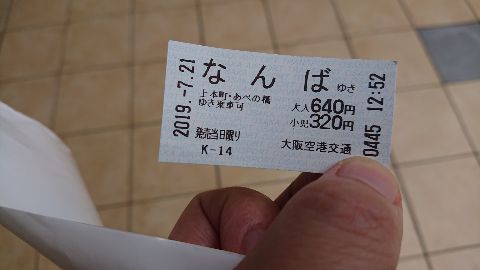 2019.-7.21
なんば ゆき
上本町・あべの橋
ゆき乗車可
大人640円
小児320円
発売当日限り
K-14
大阪空港交通
0445 12:52